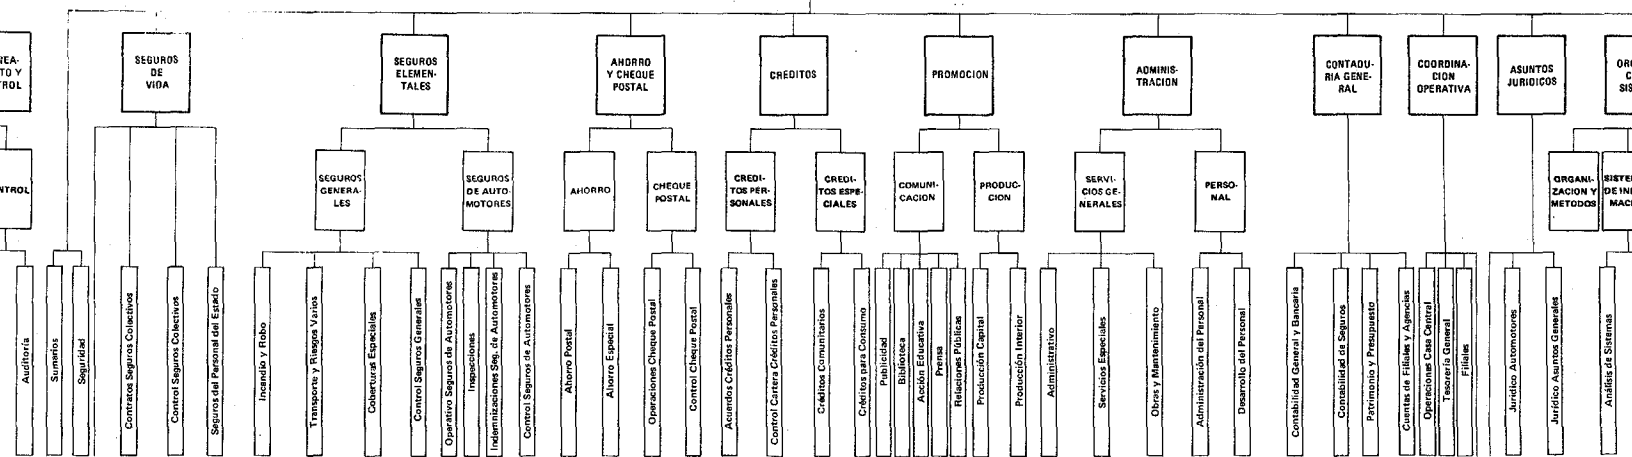 SEGUROS
DE
VIDA
SEGUROS
ELEMEN-
TALES
AHORRO
Y CHEQUE
POSTAL
CREDITOS
PROMOCION
ADMINIS-
TRACION
CONTADU-
RIA GENE-
RAL
COORDINA-
CION
OPERATIVA
ASUNTOS
JURIDICOS
SEGUROS
GENERA-
LES
SEGUROS
DE AUTO-
MOTORES
AHORRO
CHEQUE
POSTAL
CREDI-
TOS PER-
SONALES
CREDI-
TOS ESPE-
CIALES
COMUNI-
CACION
PRODUC-
CION
SERVI-
CIOS GE-
NERALES
PERSO-
NAL
ORGANI-
ZACION Y
METODOS
Auditoría
Sumarios
Seguridad
Contratos Seguros Colectivos
Control Seguros Colectivos
Seguros del Personal del Estado
Incendio y Robo
Transporte y Riesgos Varios
Coberturas Especiales
Control Seguros Generales
Operativo Seguros de Automotores
Inspecciones
Indemnizaciones Seg. de Automotores
Control Seguros de Automotores
Ahorro Postal
Ahorro Especial
Operaciones Cheque Postal
Control Cheque Postal
Acuerdos Créditos Personales
Control Cartera Créditos Personales
Créditos Comunitarios
Créditos para Consumo
Publicidad
Biblioteca
Acción Educativa
Prensa
Relaciones Públicas
Producción Capital
Producción Interior
Administrativo
Servicios Especiales
Obras y Mantenimiento
Administración del Personal
Desarrollo del Personal
Contabilidad General y Bancaria
Contabilidad de Seguros
Patrimonio y Presupuesto
Cuentas de Filiales y Agencias
Operaciones Casa Central
Tesorería General
Filiales
Jurídico Automotores
Jurídico Asuntos Generales
Análisis de Sistemas